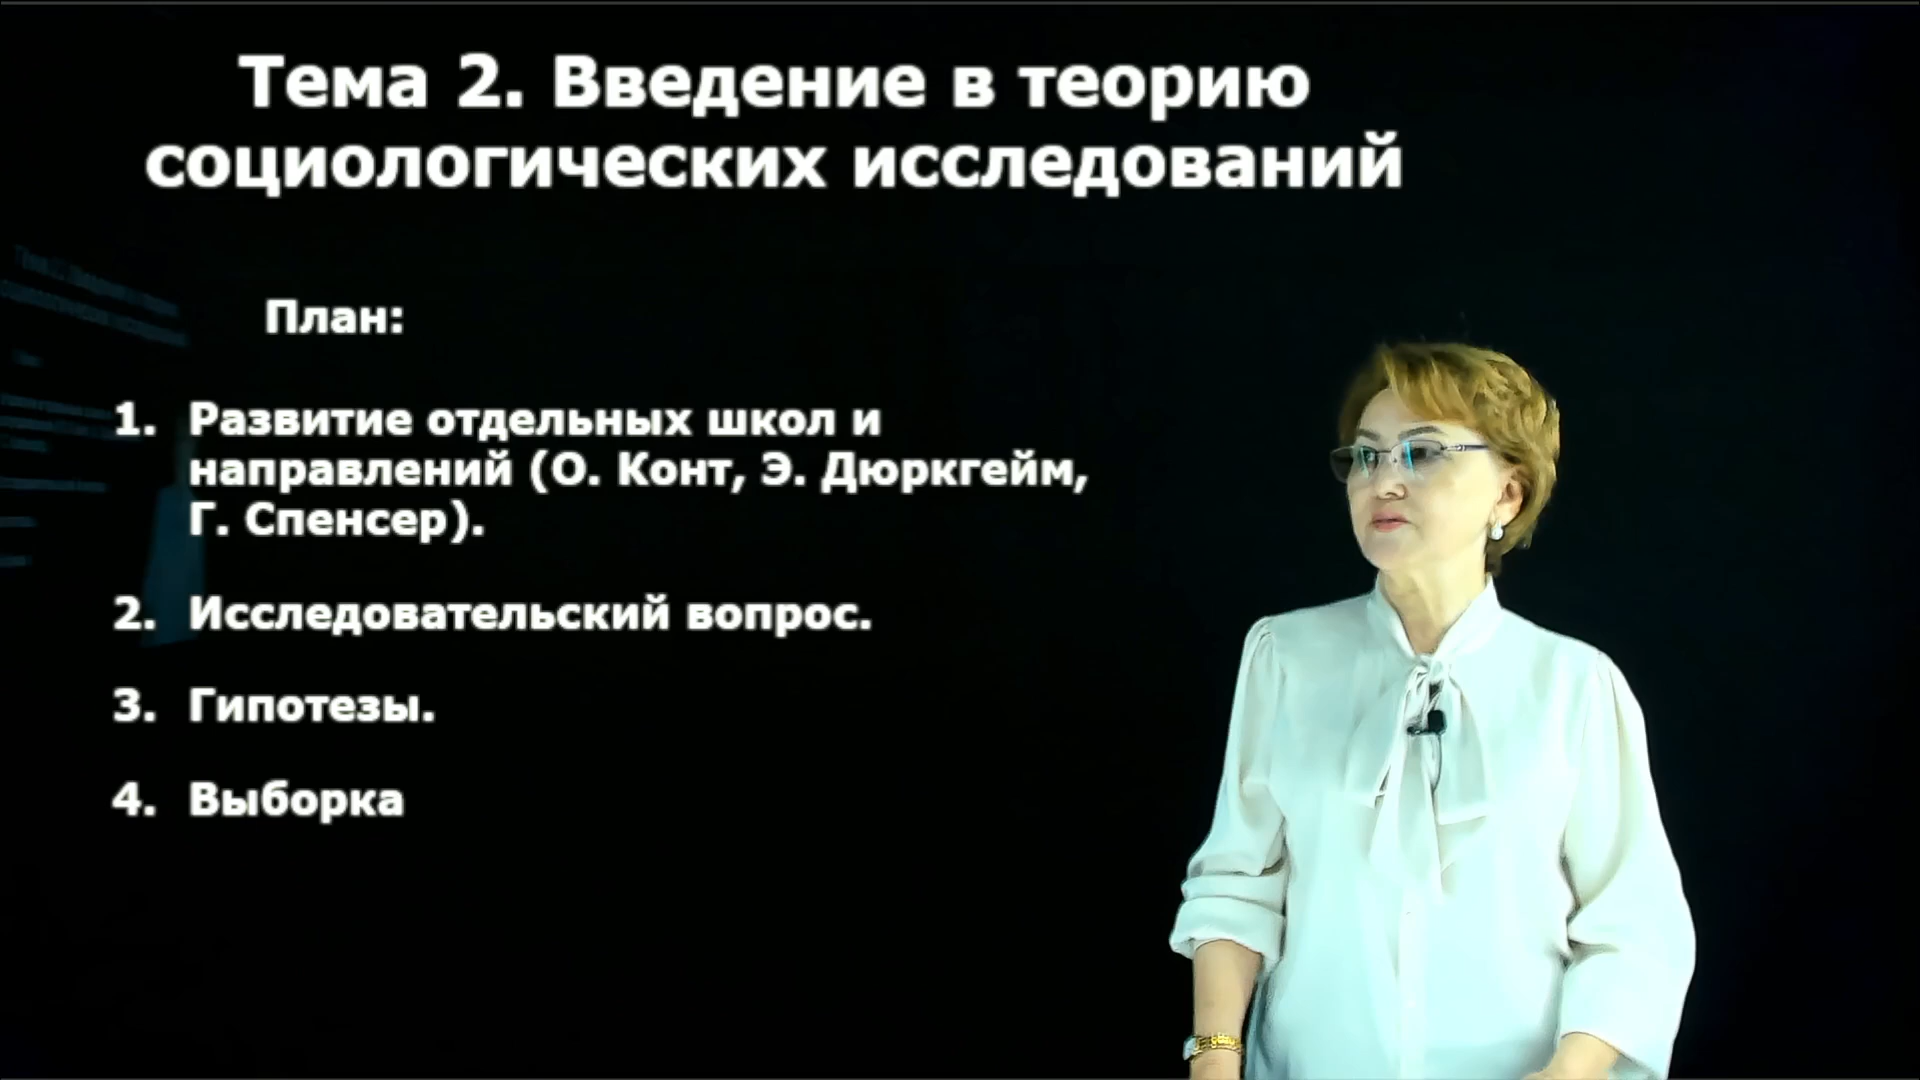 Тема 2. Введение в теорию
социологических исследований
План:
1. Развитие отдельных школ и
направлений (О. Конт, Э. Дюркгейм,
Г. Спенсер).
2. Исследовательский вопрос.
3. Гипотезы.
4. Выборка